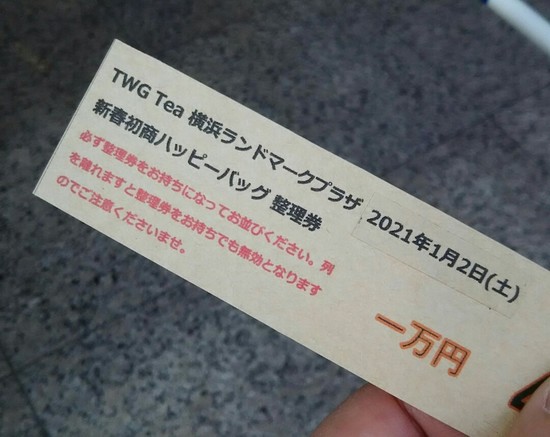 TWG Tea 横浜ランドマークプラザ 2021年1月2日(土)
新春初商ハッピーバッグ 整理券
必ず整理券をお持ちになってお並びください。列
を離れますと整理券をお持ちでも無効となります
のでご注意くださいませ。
一万円